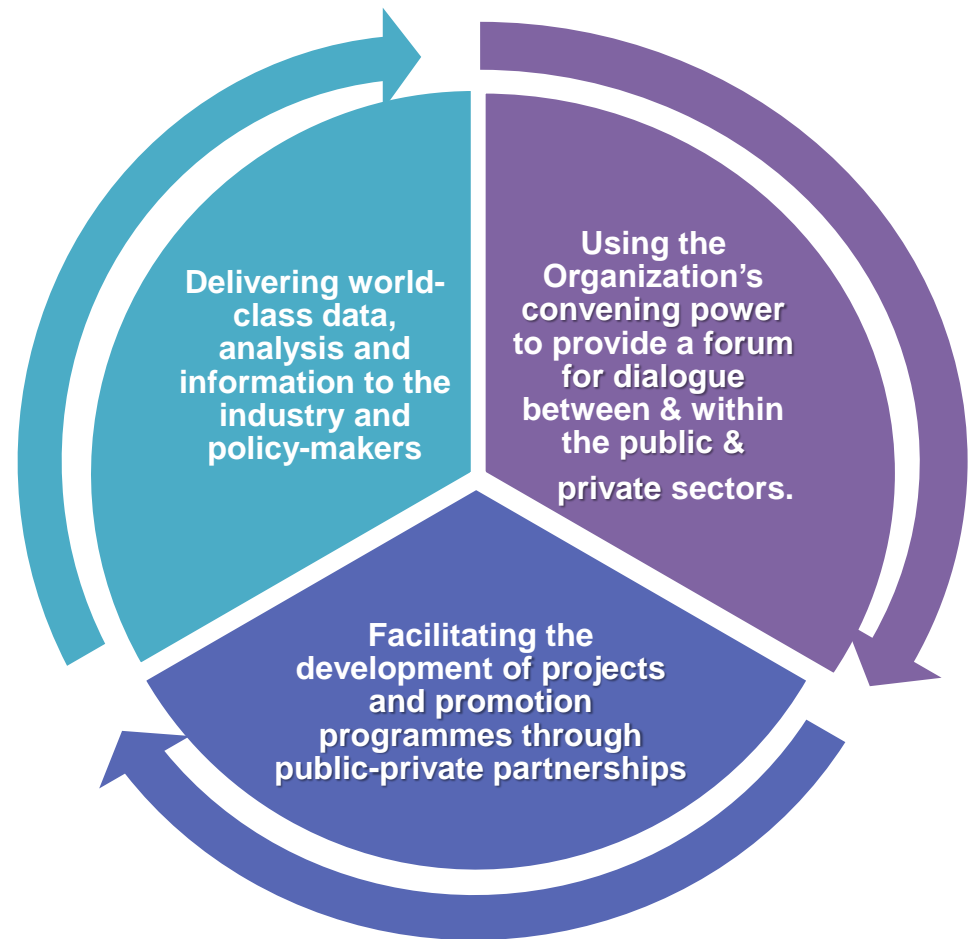 Delivering world-
class data,
analysis and
information to the
industry and
policy-makers
Using the
Organization’s
convening power
to provide a forum
for dialogue
between & within
the public &
private sectors.
Facilitating the
development of projects
and promotion
programmes through
public-private partnerships